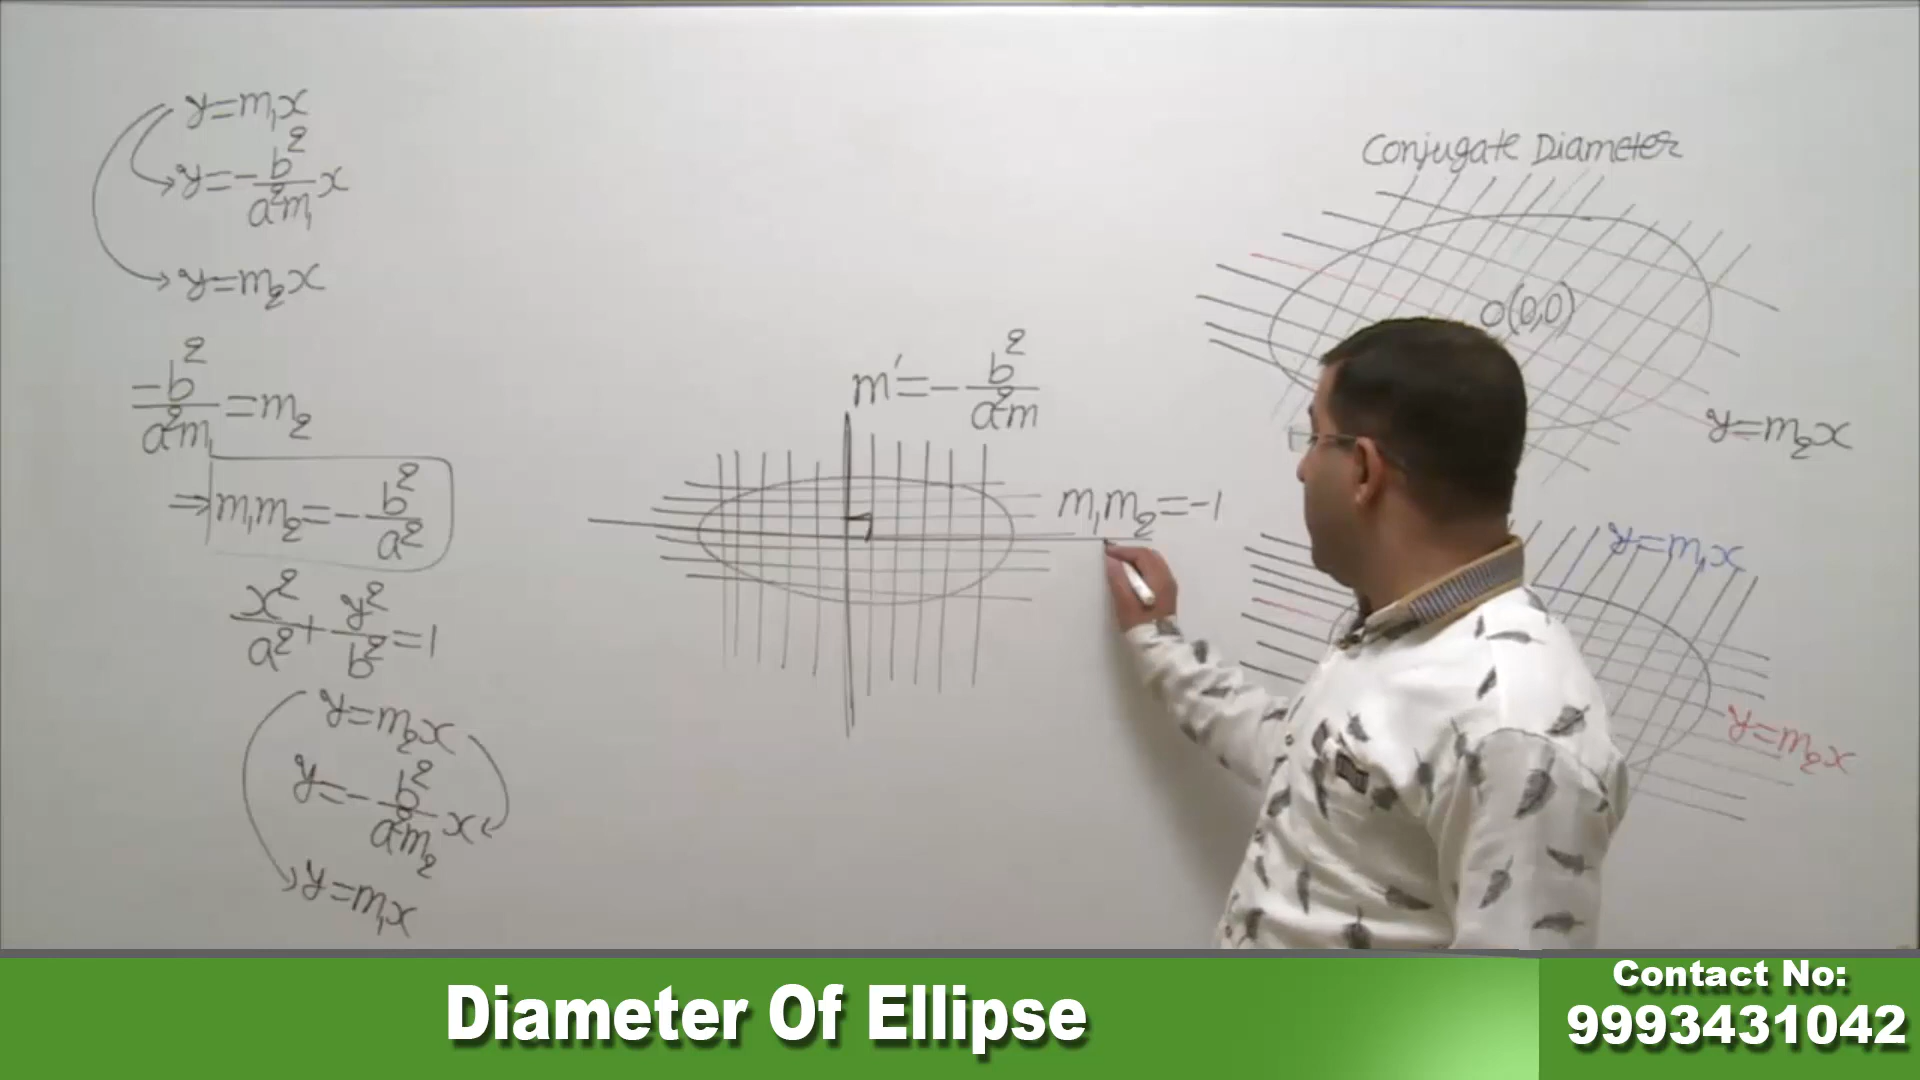 y=m₁x
y=-b²/a²m₁ x
y=m₂x
-b²/a²m₁=m₂
⇒m₁m₂=-b²/a²
x²/a²+y²/b²=1
y=m₂x
y=-b²/a²m₂ x
y=m₁x
m'=-b²/a²m
m₁m₂=-1
Conjugate Diameter
O(0,0)
y=m₂x
y=m₁x
y=m₂x
Diameter Of Ellipse
Contact No:
9993431042